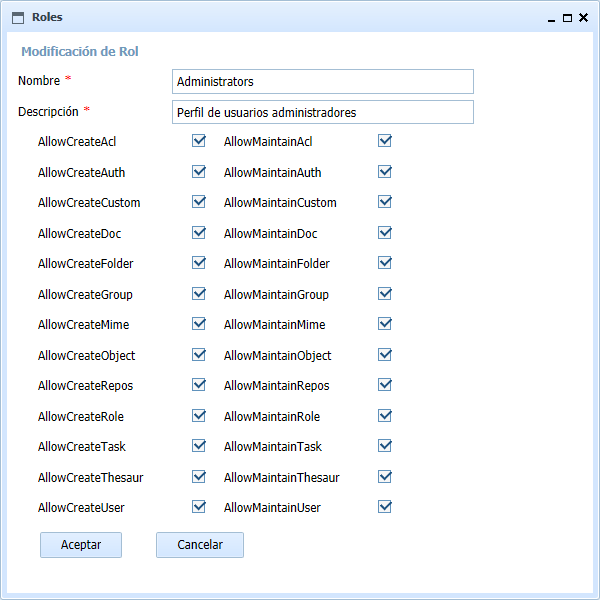 Roles
Modificación de Rol
Nombre * Administrators
Descripción * Perfil de usuarios administradores
AllowCreateAcl AllowMaintainAcl
AllowCreateAuth AllowMaintainAuth
AllowCreateCustom AllowMaintainCustom
AllowCreateDoc AllowMaintainDoc
AllowCreateFolder AllowMaintainFolder
AllowCreateGroup AllowMaintainGroup
AllowCreateMime AllowMaintainMime
AllowCreateObject AllowMaintainObject
AllowCreateRepos AllowMaintainRepos
AllowCreateRole AllowMaintainRole
AllowCreateTask AllowMaintainTask
AllowCreateThesaur AllowMaintainThesaur
AllowCreateUser AllowMaintainUser
Aceptar Cancelar